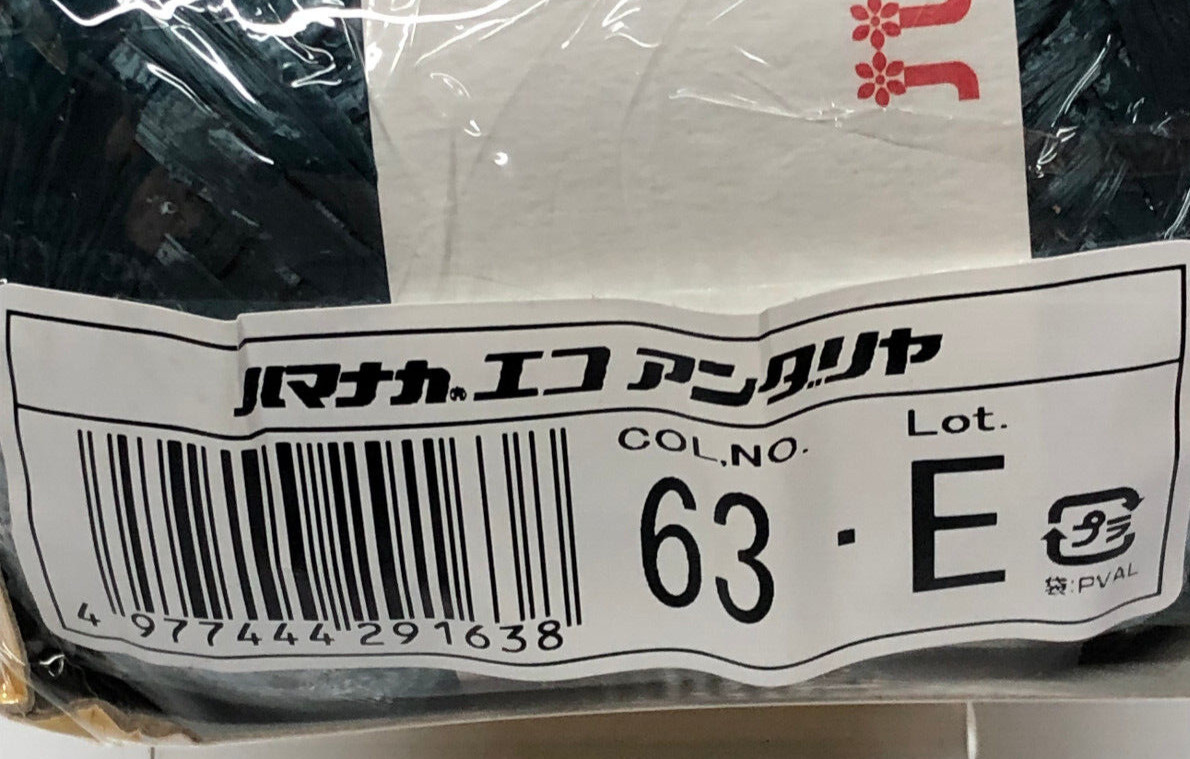 ハマナカ® エコ アンダリヤ
COL.NO. Lot.
63 · E
プラ
袋:PVAL
4 977444 291638